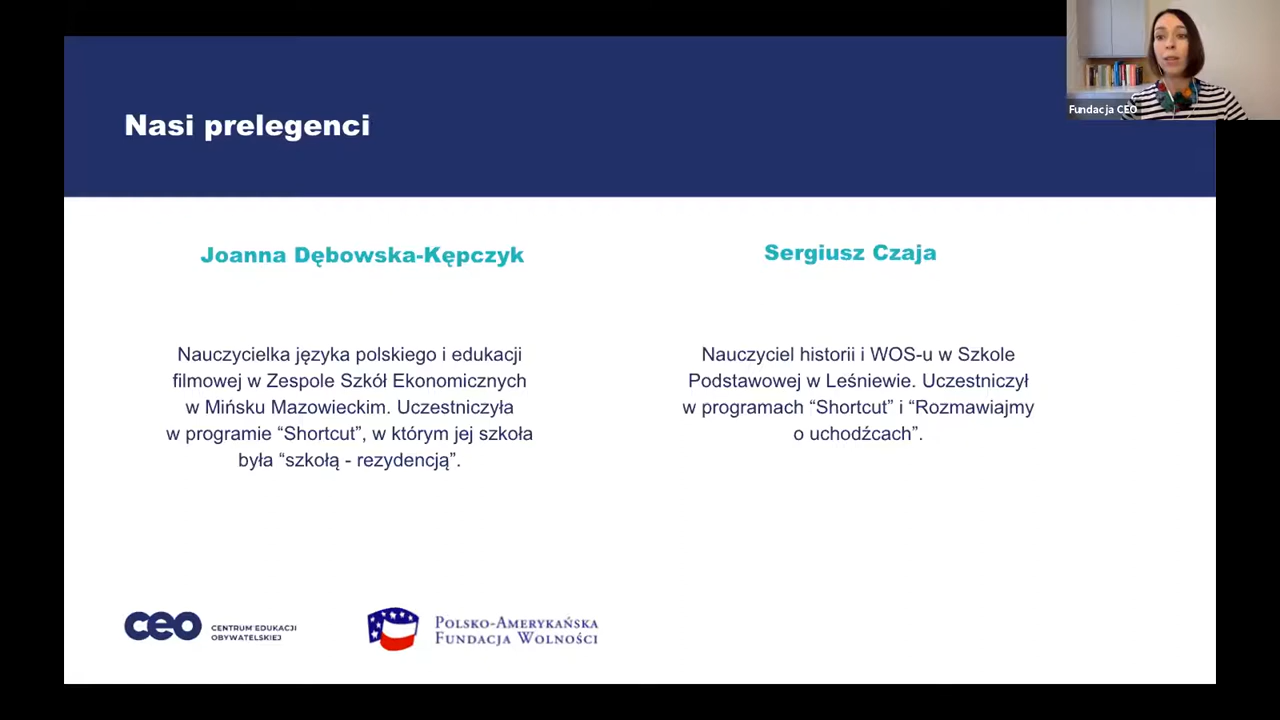 Fundacja CEO
Nasi prelegenci
Joanna Dębowska-Kępczyk
Nauczycielka języka polskiego i edukacji
filmowej w Zespole Szkół Ekonomicznych
w Mińsku Mazowieckim. Uczestniczyła
w programie “Shortcut”, w którym jej szkoła
była “szkołą - rezydencją”.
Sergiusz Czaja
Nauczyciel historii i WOS-u w Szkole
Podstawowej w Leśniewie. Uczestniczył
w programach “Shortcut” i “Rozmawiajmy
o uchodźcach”.
ceo
CENTRUM EDUKACJI
OBYWATELSKIEJ
POLSKO-AMERYKAŃSKA
FUNDACJA WOLNOŚCI